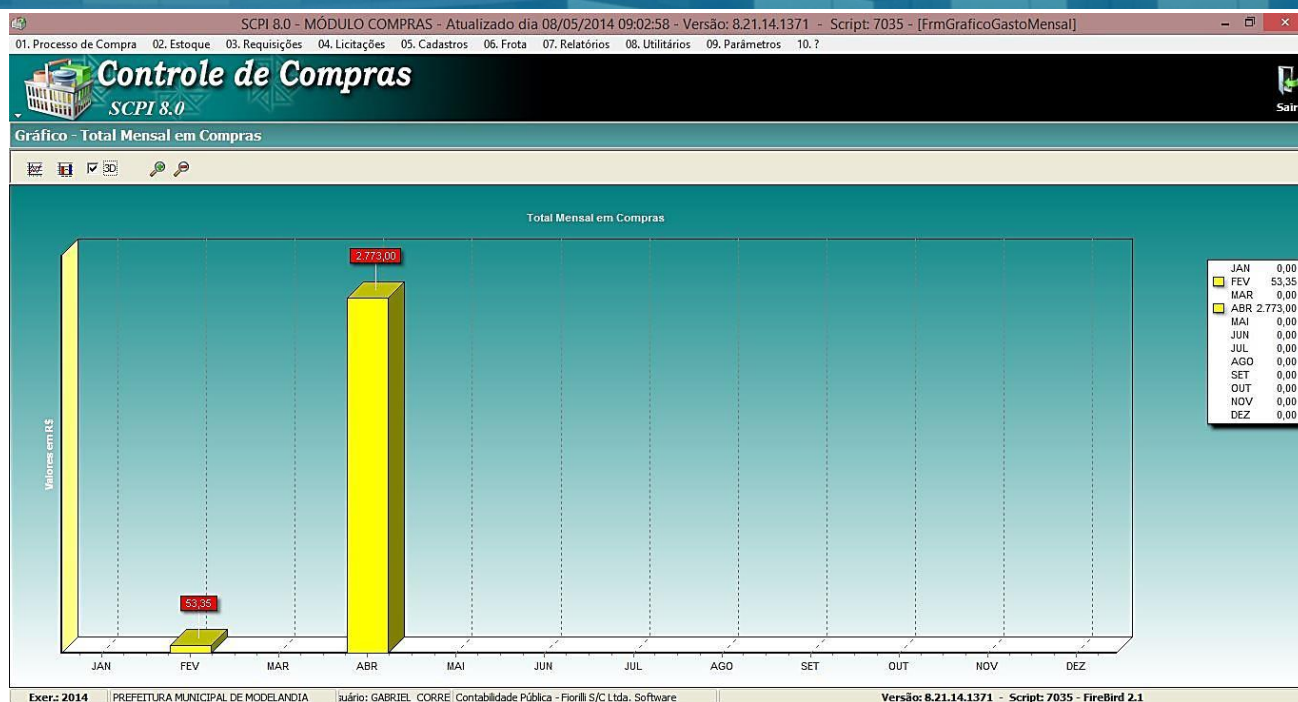 SCPI 8.0 - MÓDULO COMPRAS - Atualizado dia 08/05/2014 09:02:58 - Versão: 8.21.14.1371 - Script: 7035 - [FrmGraficoGastoMensal]
01. Processo de Compra 02. Estoque 03. Requisições 04. Licitações 05. Cadastros 06. Frota 07. Relatórios 08. Utilitários 09. Parâmetros 10. ?
Controle de Compras
SCPI 8.0
Sair
Gráfico - Total Mensal em Compras
3D
Total Mensal em Compras
2.773,00
53,35
Valores em R$
JAN 0,00
FEV 53,35
MAR 0,00
ABR 2.773,00
MAI 0,00
JUN 0,00
JUL 0,00
AGO 0,00
SET 0,00
OUT 0,00
NOV 0,00
DEZ 0,00
JAN FEV MAR ABR MAI JUN JUL AGO SET OUT NOV DEZ
Exer.: 2014 PREFEITURA MUNICIPAL DE MODELANDIA suário: GABRIEL CORRE Contabilidade Pública - Fiorilli S/C Ltda. Software Versão: 8.21.14.1371 - Script: 7035 - FireBird 2.1